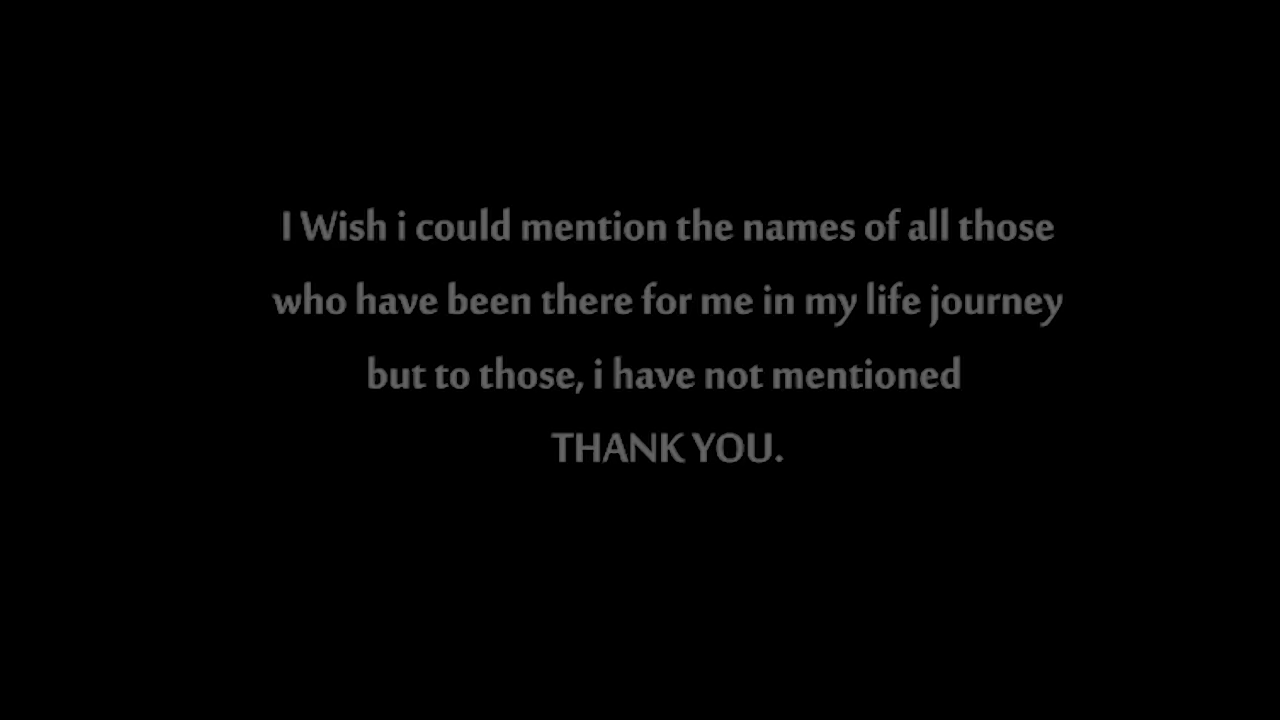 I Wish i could mention the names of all those
who have been there for me in my life journey
but to those, i have not mentioned
THANK YOU.